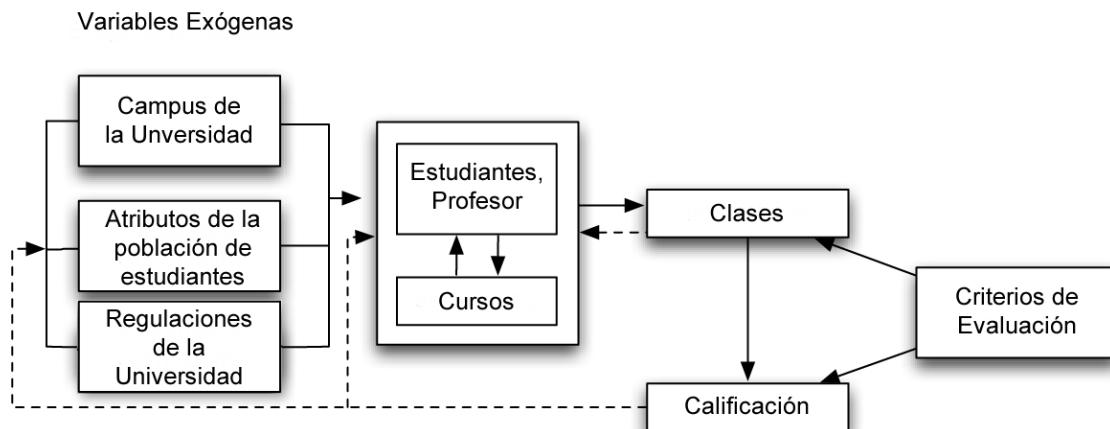 Variables Exógenas
Campus de
la Unversidad
Atributos de la
población de
estudiantes
Regulaciones
de la
Universidad
Estudiantes,
Profesor
Cursos
Clases
Calificación
Criterios de
Evaluación